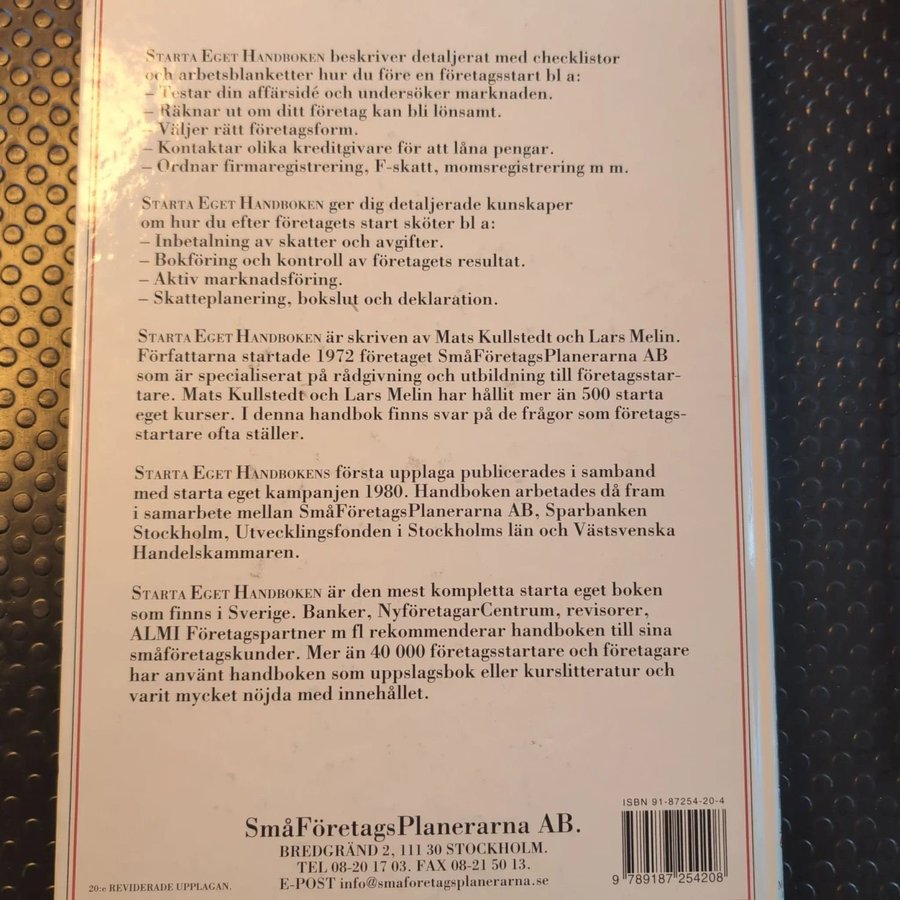 STARTA EGET HANDBOKEN beskriver detaljerat med checklistor
och arbetsblanketter hur du före en företagsstart bl a:
– Testar din affärsidé och undersöker marknaden.
– Räknar ut om ditt företag kan bli lönsamt.
– Väljer rätt företagsform.
– Kontaktar olika kreditgivare för att låna pengar.
– Ordnar firmaregistrering, F-skatt, momsregistrering m m.
STARTA EGET HANDBOKEN ger dig detaljerade kunskaper
om hur du efter företagets start sköter bl a:
– Inbetalning av skatter och avgifter.
– Bokföring och kontroll av företagets resultat.
– Aktiv marknadsföring.
– Skatteplanering, bokslut och deklaration.
STARTA EGET HANDBOKEN är skriven av Mats Kullstedt och Lars Melin.
Författarna startade 1972 företaget SmåFöretagsPlanerarna AB
som är specialiserat på rådgivning och utbildning till företagsstar-
tare. Mats Kullstedt och Lars Melin har hållit mer än 500 starta
eget kurser. I denna handbok finns svar på de frågor som företags-
startare ofta ställer.
STARTA EGET HANDBOKENS första upplaga publicerades i samband
med starta eget kampanjen 1980. Handboken arbetades då fram
i samarbete mellan SmåFöretagsPlanerarna AB, Sparbanken
Stockholm, Utvecklingsfonden i Stockholms län och Västsvenska
Handelskammaren.
STARTA EGET HANDBOKEN är den mest kompletta starta eget boken
som finns i Sverige. Banker, NyföretagarCentrum, revisorer,
ALMI Företagspartner m fl rekommenderar handboken till sina
småföretagskunder. Mer än 40 000 företagsstartare och företagare
har använt handboken som uppslagsbok eller kurslitteratur och
varit mycket nöjda med innehållet.
SmåFöretagsPlanerarna AB.
BREDGRÄND 2, 111 30 STOCKHOLM.
TEL 08-20 17 03. FAX 08-21 50 13.
E-POST info@smaforetagsplanerarna.se
20:e REVIDERADE UPPLAGAN.
ISBN 91-87254-20-4
9 789187 254208